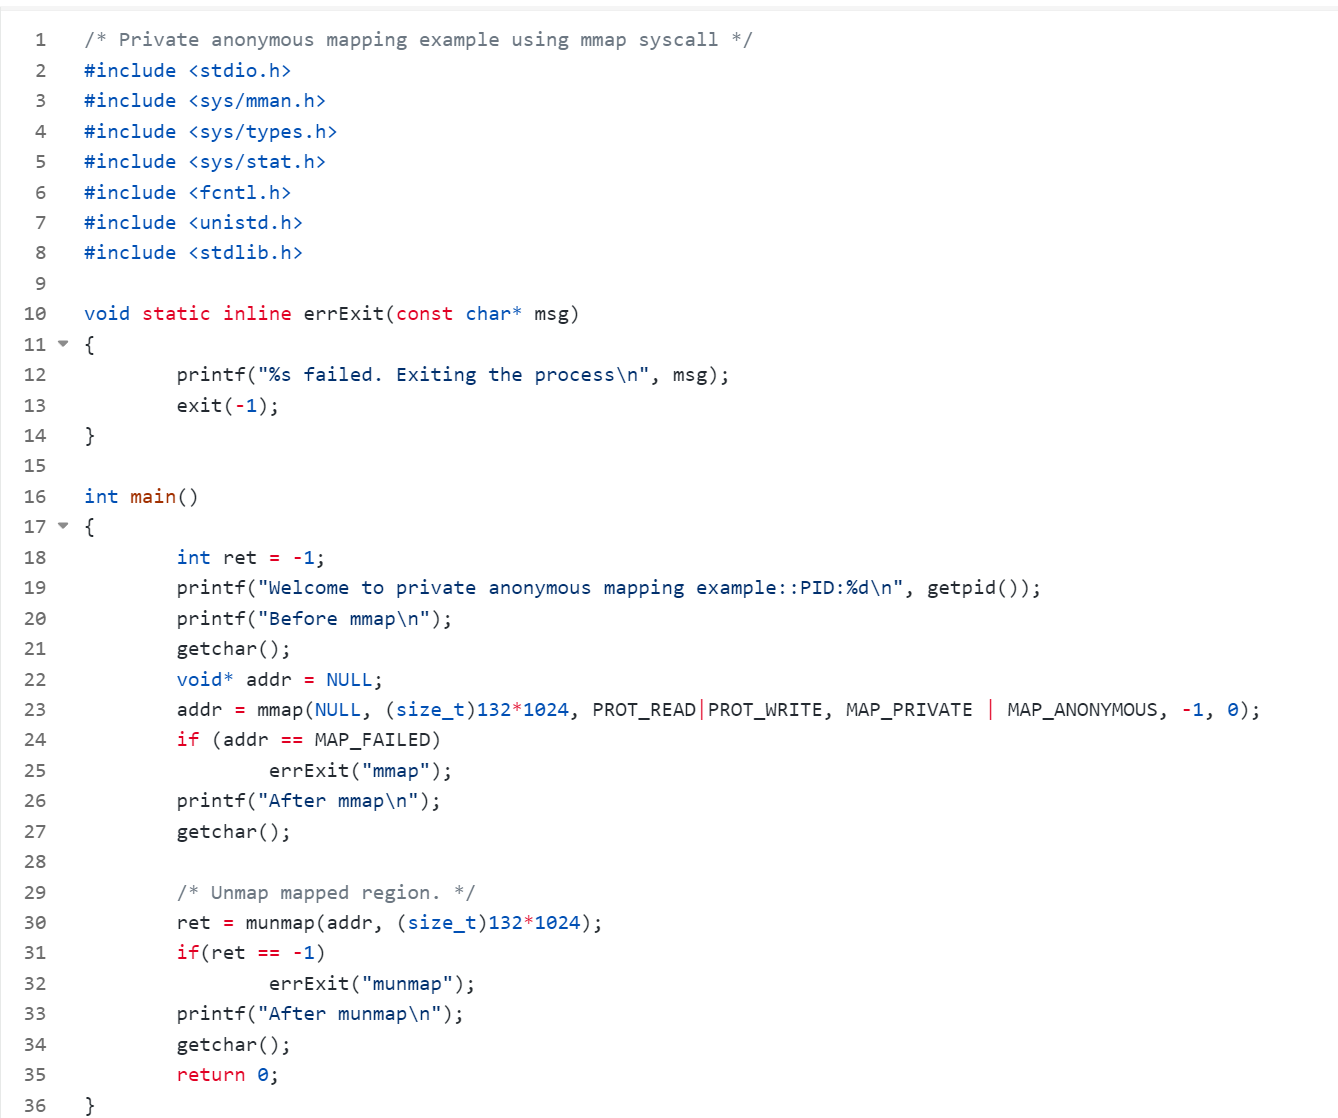 1 /* Private anonymous mapping example using mmap syscall */
2 #include <stdio.h>
3 #include <sys/mman.h>
4 #include <sys/types.h>
5 #include <sys/stat.h>
6 #include <fcntl.h>
7 #include <unistd.h>
8 #include <stdlib.h>
9
10 void static inline errExit(const char* msg)
11 {
12         printf("%s failed. Exiting the process\n", msg);
13         exit(-1);
14 }
15
16 int main()
17 {
18         int ret = -1;
19         printf("Welcome to private anonymous mapping example::PID:%d\n", getpid());
20         printf("Before mmap\n");
21         getchar();
22         void* addr = NULL;
23         addr = mmap(NULL, (size_t)132*1024, PROT_READ|PROT_WRITE, MAP_PRIVATE | MAP_ANONYMOUS, -1, 0);
24         if (addr == MAP_FAILED)
25                 errExit("mmap");
26         printf("After mmap\n");
27         getchar();
28
29         /* Unmap mapped region. */
30         ret = munmap(addr, (size_t)132*1024);
31         if(ret == -1)
32                 errExit("munmap");
33         printf("After munmap\n");
34         getchar();
35         return 0;
36 }